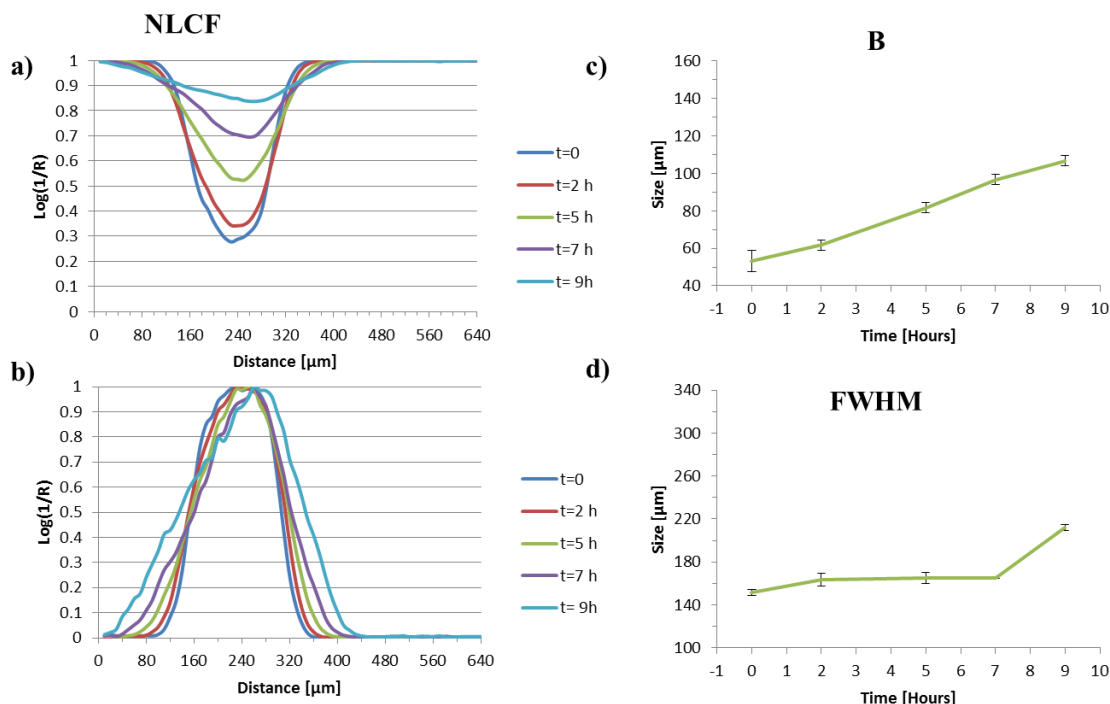 NLCF
a)
1
0.9
0.8
0.7
0.6
0.5
0.4
0.3
0.2
0.1
0
Log(1/R)
0 80 160 240 320 400 480 560 640
Distance [µm]
t=0
t=2 h
t=5 h
t=7 h
t= 9h
B
c)
160
140
120
100
80
60
40
Size [µm]
-1 0 1 2 3 4 5 6 7 8 9 10
Time [Hours]
b)
1
0.9
0.8
0.7
0.6
0.5
0.4
0.3
0.2
0.1
0
Log(1/R)
0 80 160 240 320 400 480 560 640
Distance [µm]
t=0
t=2 h
t=5 h
t=7 h
t= 9h
d)
FWHM
340
300
260
220
180
140
100
Size [µm]
-1 0 1 2 3 4 5 6 7 8 9 10
Time [Hours]